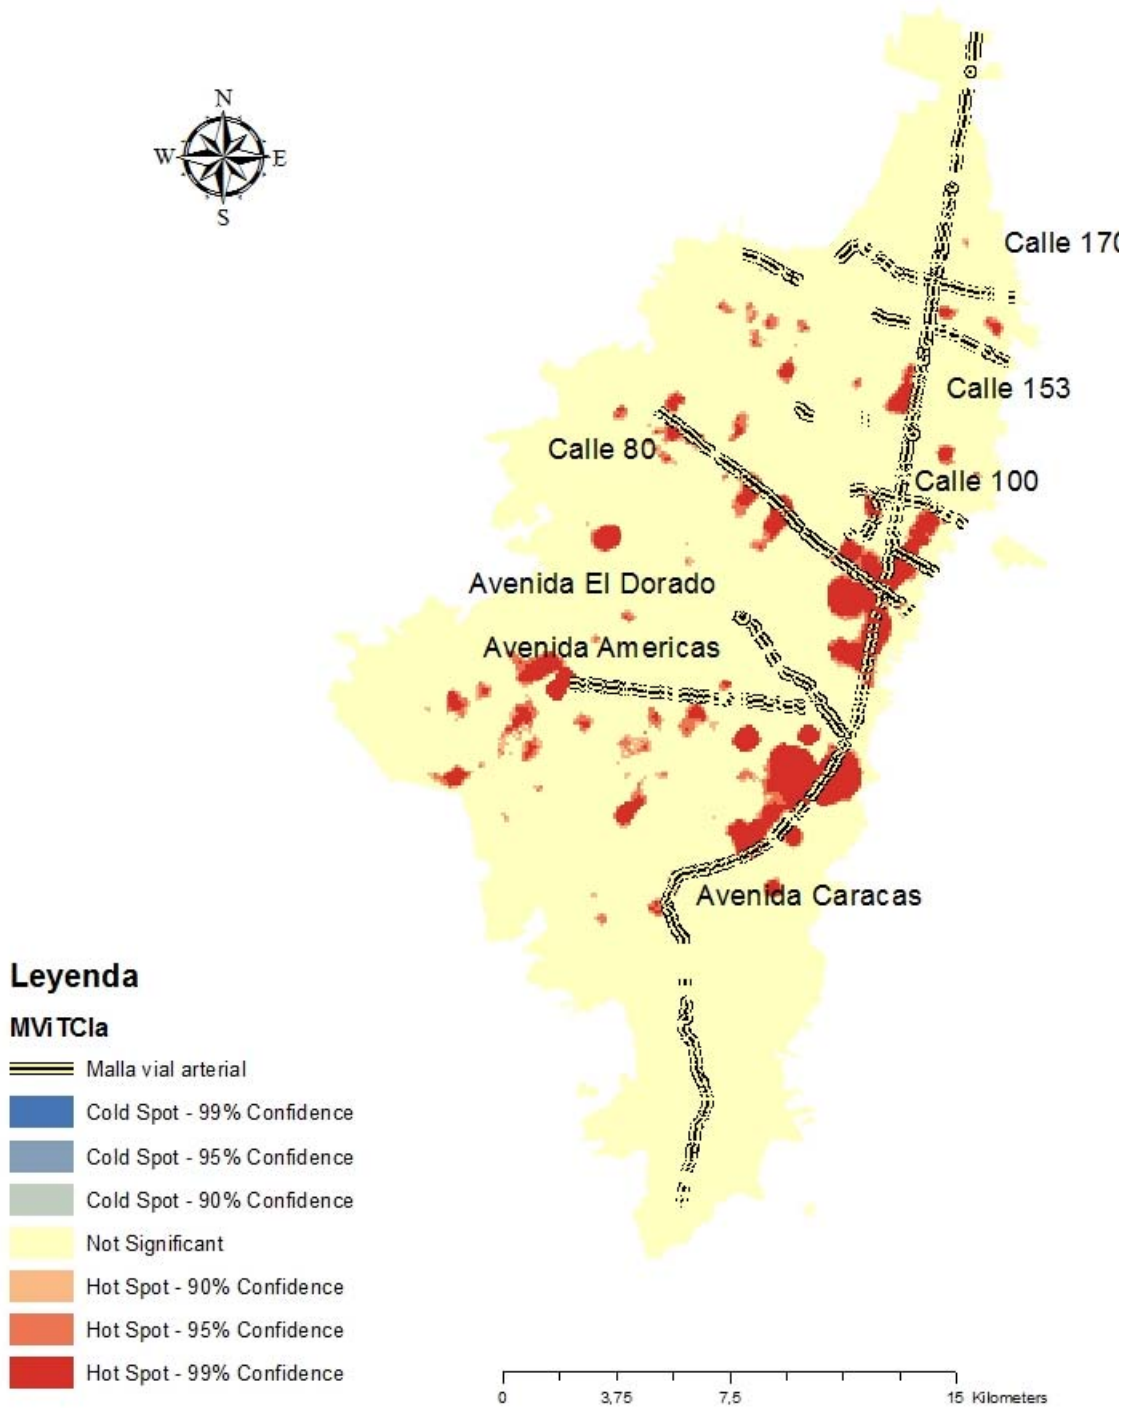 N
W E
S
Calle 170
Calle 153
Calle 80
Calle 100
Avenida El Dorado
Avenida Americas
Avenida Caracas
Leyenda
MViTCla
Malla vial arterial
Cold Spot - 99% Confidence
Cold Spot - 95% Confidence
Cold Spot - 90% Confidence
Not Significant
Hot Spot - 90% Confidence
Hot Spot - 95% Confidence
Hot Spot - 99% Confidence
0 3,75 7,5 15 Kilometers